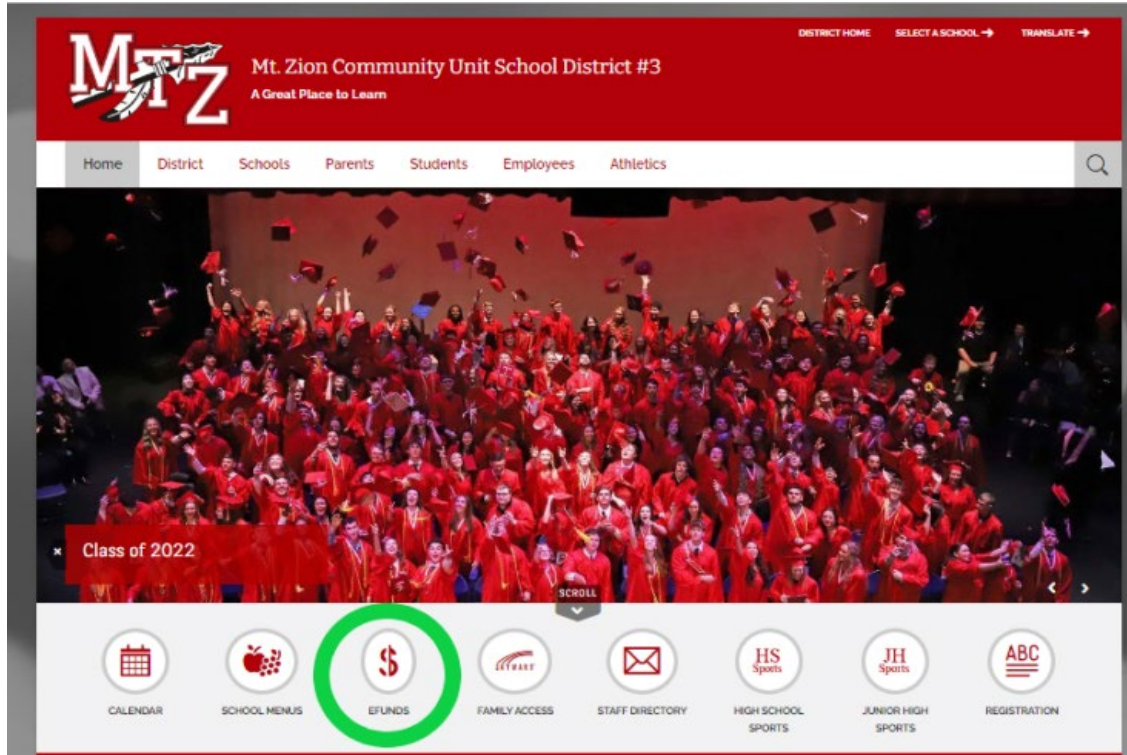 DISTRICT HOME SELECT A SCHOOL → TRANSLATE →
MTZ
Mt. Zion Community Unit School District #3
A Great Place to Learn
Home District Schools Parents Students Employees Athletics
× Class of 2022
SCROLL
$
SKYWARD
HS Sports
JH Sports
ABC
CALENDAR
SCHOOL MENUS
EFUNDS
FAMILY ACCESS
STAFF DIRECTORY
HIGH SCHOOL
SPORTS
JUNIOR HIGH
SPORTS
REGISTRATION